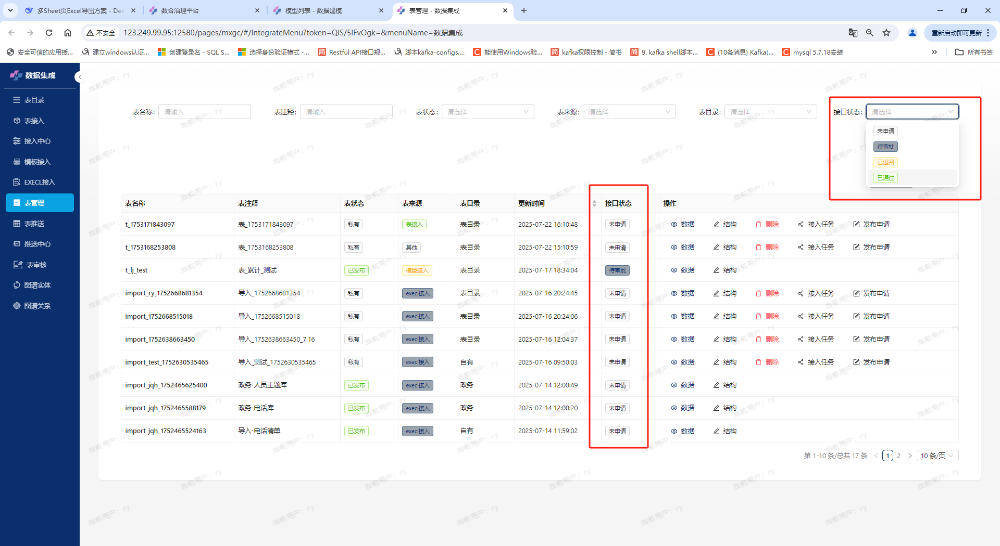 多Sheet页Excel导出方案 - Dee
数合治理平台
模型列表 - 数据建模
表管理 - 数据集成
不安全
123.249.99.95:12580/pages/mxgc/#/integrateMenu?token=QIS/5iFvOgk=&menuName=数据集成
重新启动即可更新
安全可信的应用授...
建立windows认证...
创建登录名 - SQL S...
选择身份验证模式 -...
Restful API接口规...
脚本kafka-configs....
能使用Windows验...
kafka权限控制 - 简书
9. kafka shell脚本...
(10条消息) Kafka(...
mysql 5.7.18安装
所有书签
数据集成
表目录
表接入
接入中心
模板接入
EXECL接入
表管理
表推送
推送中心
表审核
图谱实体
图谱关系
表名称: 请输入
表注释: 请输入
表状态: 请选择
表来源: 请选择
表目录: 请选择
接口状态: 请选择
未申请
待审批
已退回
已通过
表名称 表注释 表状态 表来源 表目录 更新时间 接口状态 操作
t_1753171843097 表_1753171843097 私有 表接入 表目录 2025-07-22 16:10:48 未申请 数据 结构 删除 接入任务 发布申请
t_1753168253808 表_1753168253808 私有 其他 表目录 2025-07-22 15:10:59 未申请 数据 结构 删除 接入任务 发布申请
t_lj_test 表_累计_测试 已发布 模型接入 表目录 2025-07-17 18:34:04 待审批 数据 结构
import_ry_1752668681354 导入_1752668681354 私有 execl接入 表目录 2025-07-16 20:24:45 未申请 数据 结构 删除 接入任务 发布申请
import_1752668515018 导入_1752668515018 私有 execl接入 表目录 2025-07-16 20:24:06 未申请 数据 结构 删除 接入任务 发布申请
import_1752638663450 导入_1752638663450_7.16 私有 execl接入 表目录 2025-07-16 12:04:37 未申请 数据 结构 删除 接入任务 发布申请
import_test_1752630535465 导入_测试_1752630535465 私有 execl接入 自有 2025-07-16 09:50:03 未申请 数据 结构 删除 接入任务 发布申请
import_jqh_1752465625400 政务-人员主题库 已发布 execl接入 政务 2025-07-14 12:00:49 未申请 数据 结构
import_jqh_1752465588179 政务-电话库 已发布 execl接入 政务 2025-07-14 12:00:20 未申请 数据 结构
import_jqh_1752465524163 导入-电话清单 已发布 execl接入 自有 2025-07-14 11:59:02 未申请 数据 结构
第 1-10 条/总共 17 条 1 2 10 条/页
当前用户：ry